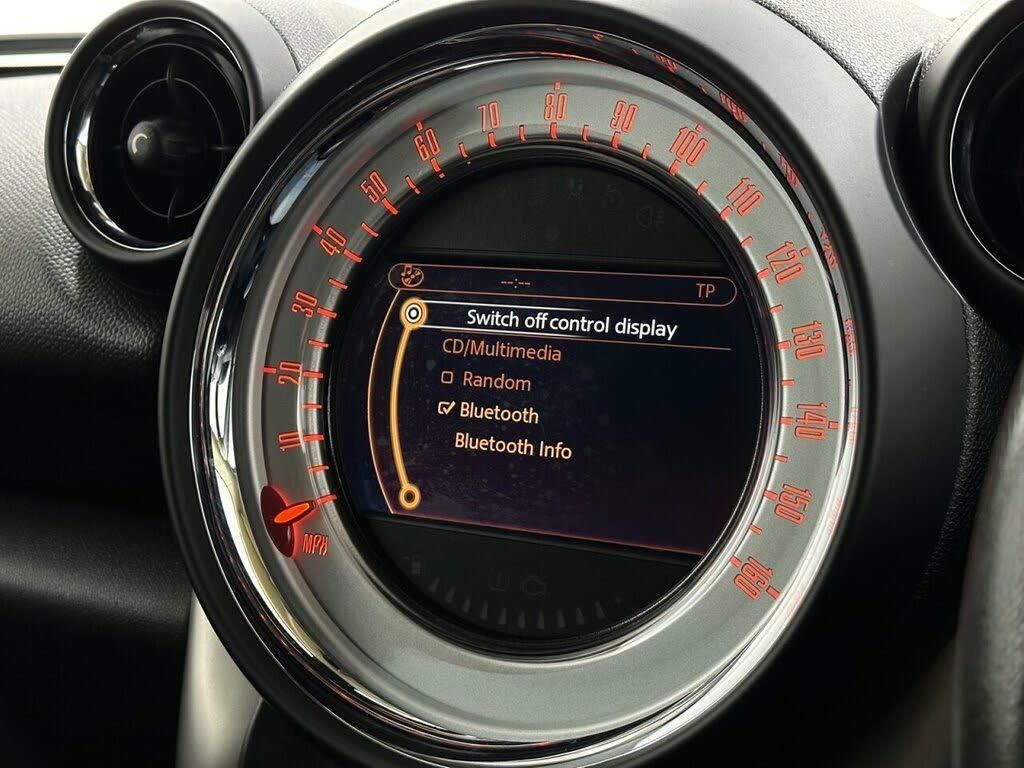 10
20
30
40
50
60
70
80
90
100
110
120
130
140
150
160
MPH
--:--
TP
Switch off control display
CD/Multimedia
Random
Bluetooth
Bluetooth Info